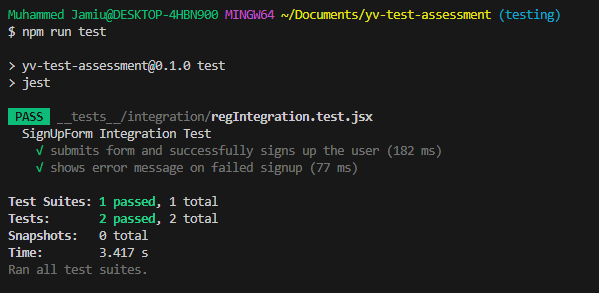 Muhammed Jamiu@DESKTOP-4HBN900 MINGW64 ~/Documents/yv-test-assessment (testing)
$ npm run test
> yv-test-assessment@0.1.0 test
> jest
PASS __tests__/integration/regIntegration.test.jsx
SignUpForm Integration Test
√ submits form and successfully signs up the user (182 ms)
√ shows error message on failed signup (77 ms)
Test Suites: 1 passed, 1 total
Tests: 2 passed, 2 total
Snapshots: 0 total
Time: 3.417 s
Ran all test suites.